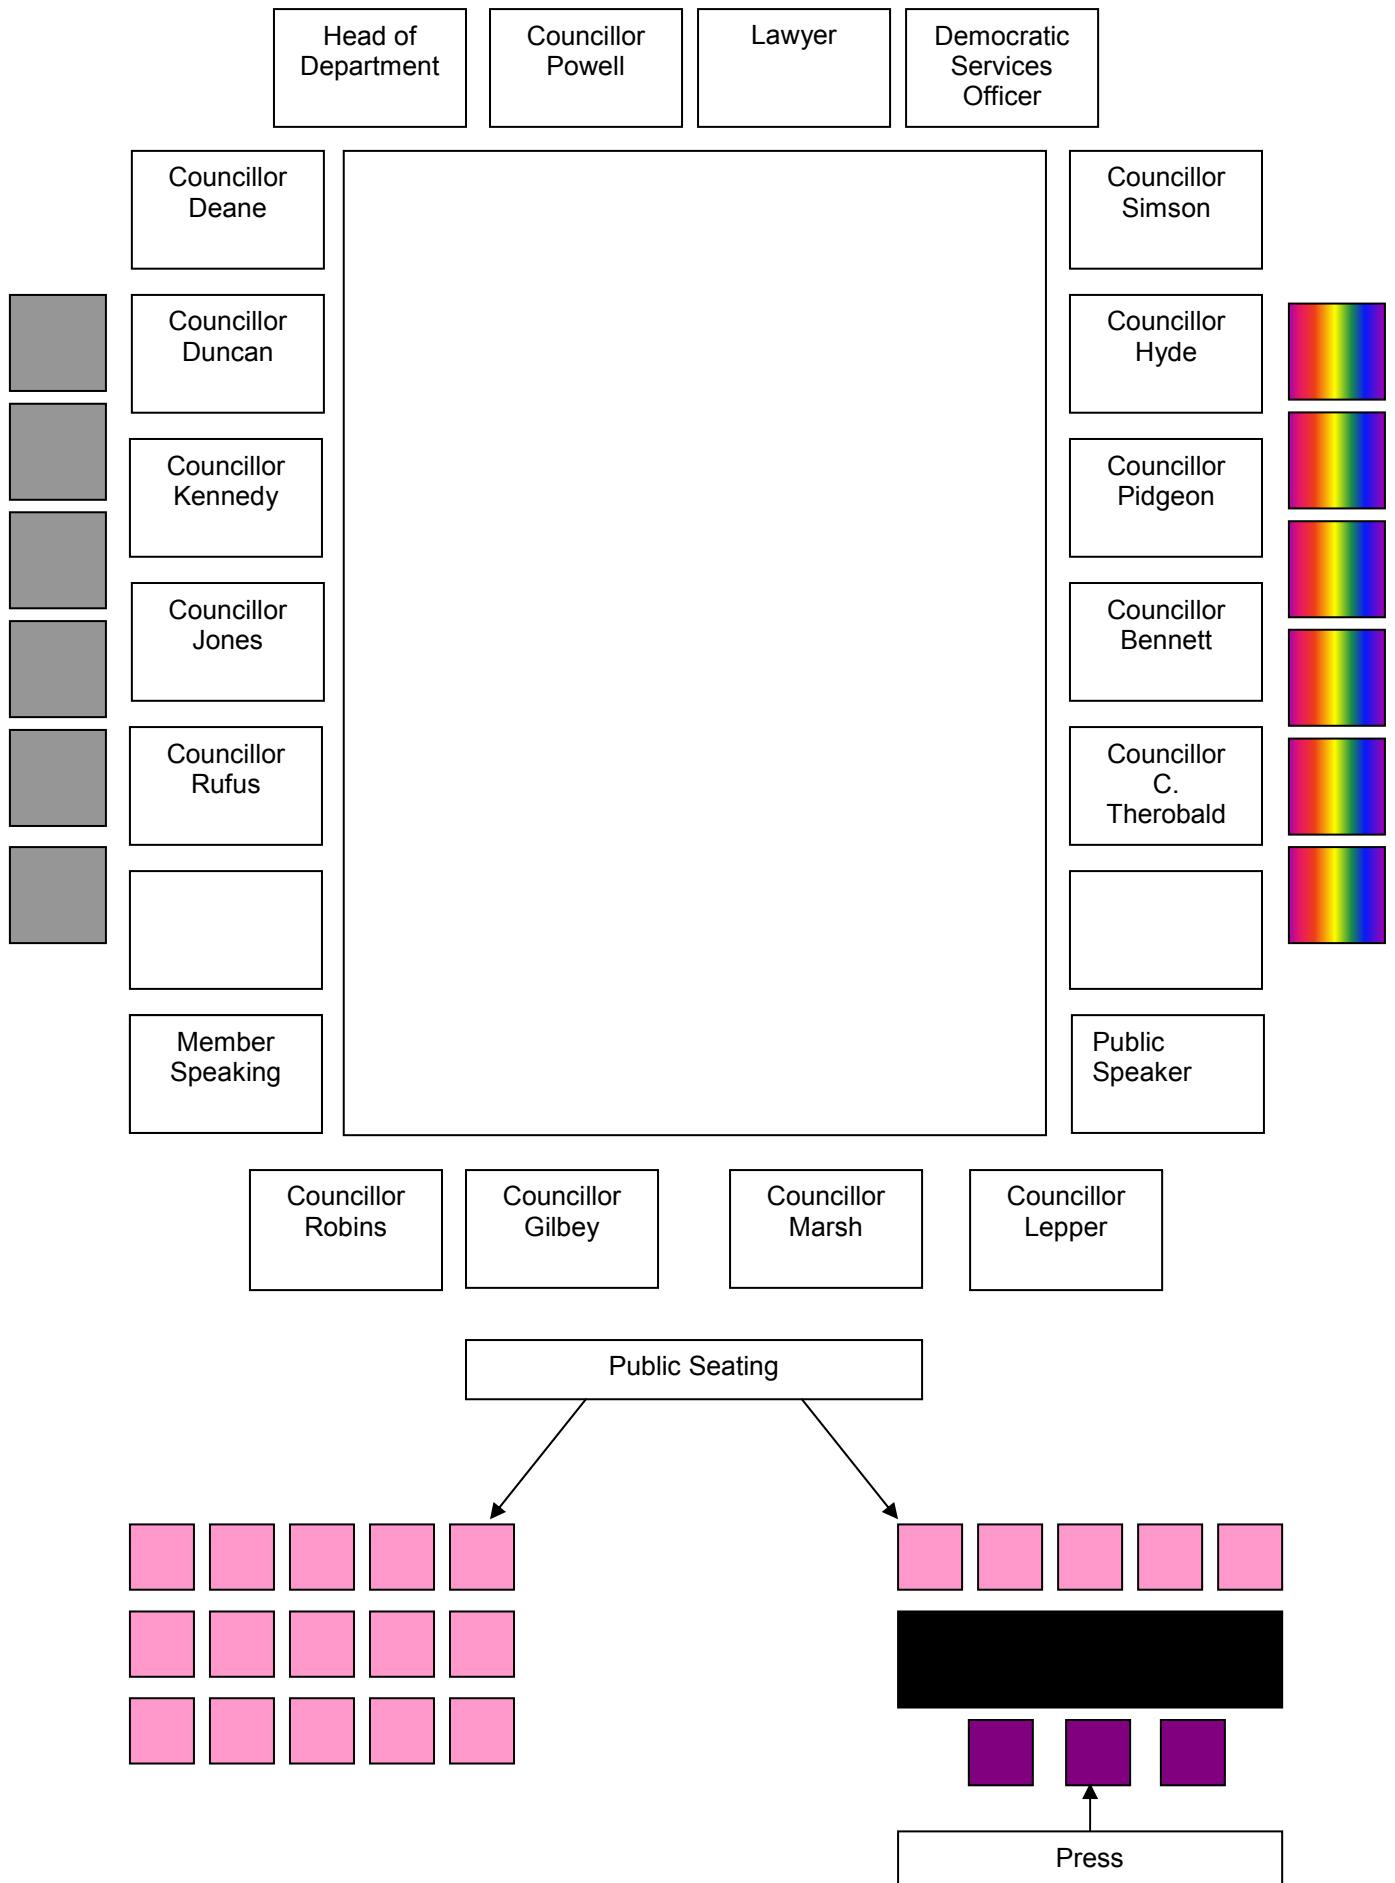 Head of
Department
Councillor
Powell
Lawyer
Democratic
Services
Officer
Councillor
Deane
Councillor
Simson
Councillor
Duncan
Councillor
Hyde
Councillor
Kennedy
Councillor
Pidgeon
Councillor
Jones
Councillor
Bennett
Councillor
Rufus
Councillor
C.
Therobald
Member
Speaking
Public
Speaker
Councillor
Robins
Councillor
Gilbey
Councillor
Marsh
Councillor
Lepper
Public Seating
Press